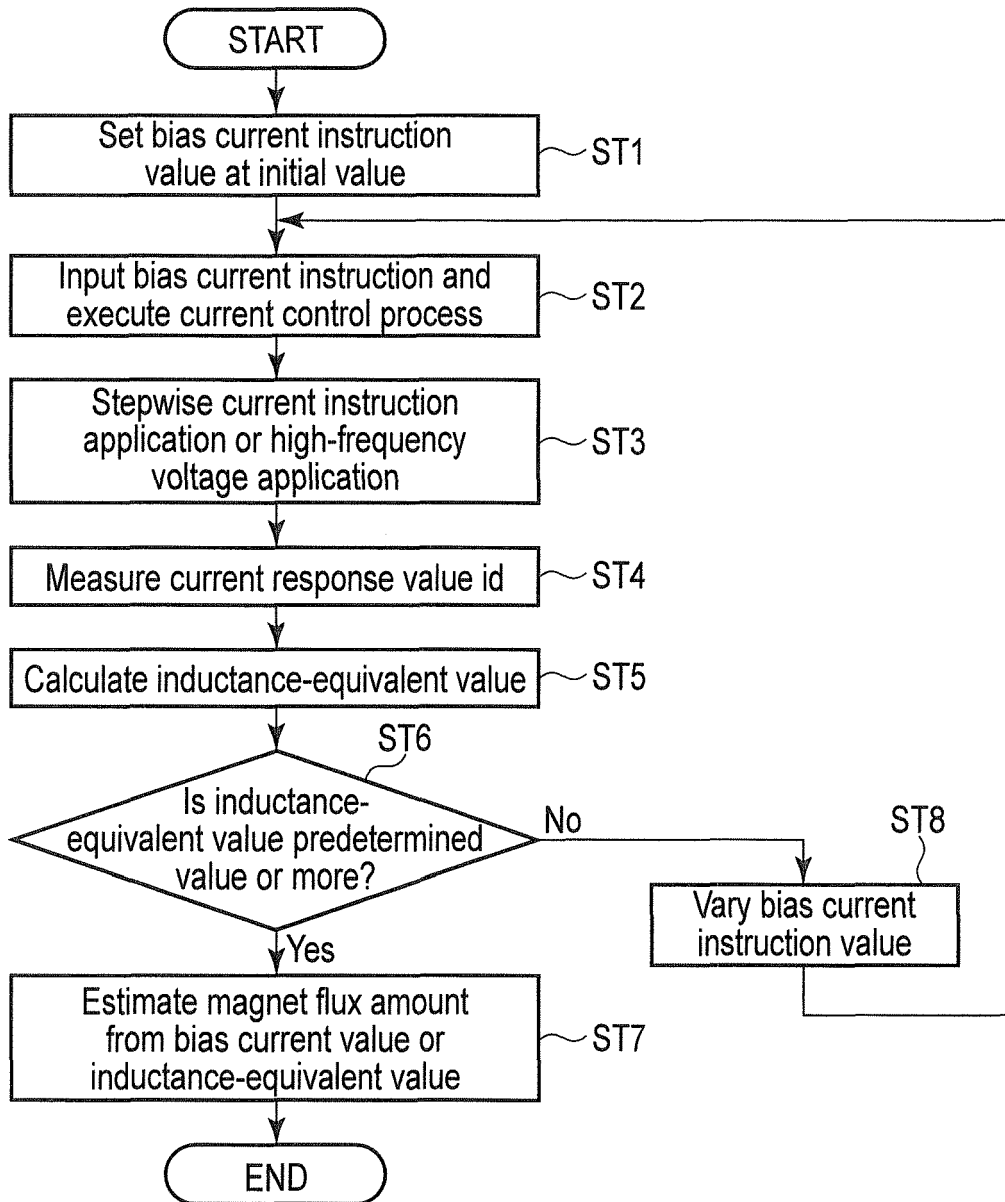 START
Set bias current instruction
value at initial value
ST1
Input bias current instruction and
execute current control process
ST2
Stepwise current instruction
application or high-frequency
voltage application
ST3
Measure current response value id
ST4
Calculate inductance-equivalent value
ST5
ST6
Is inductance-
equivalent value predetermined
value or more?
No
ST8
Vary bias current
instruction value
Yes
Estimate magnet flux amount
from bias current value or
inductance-equivalent value
ST7
END